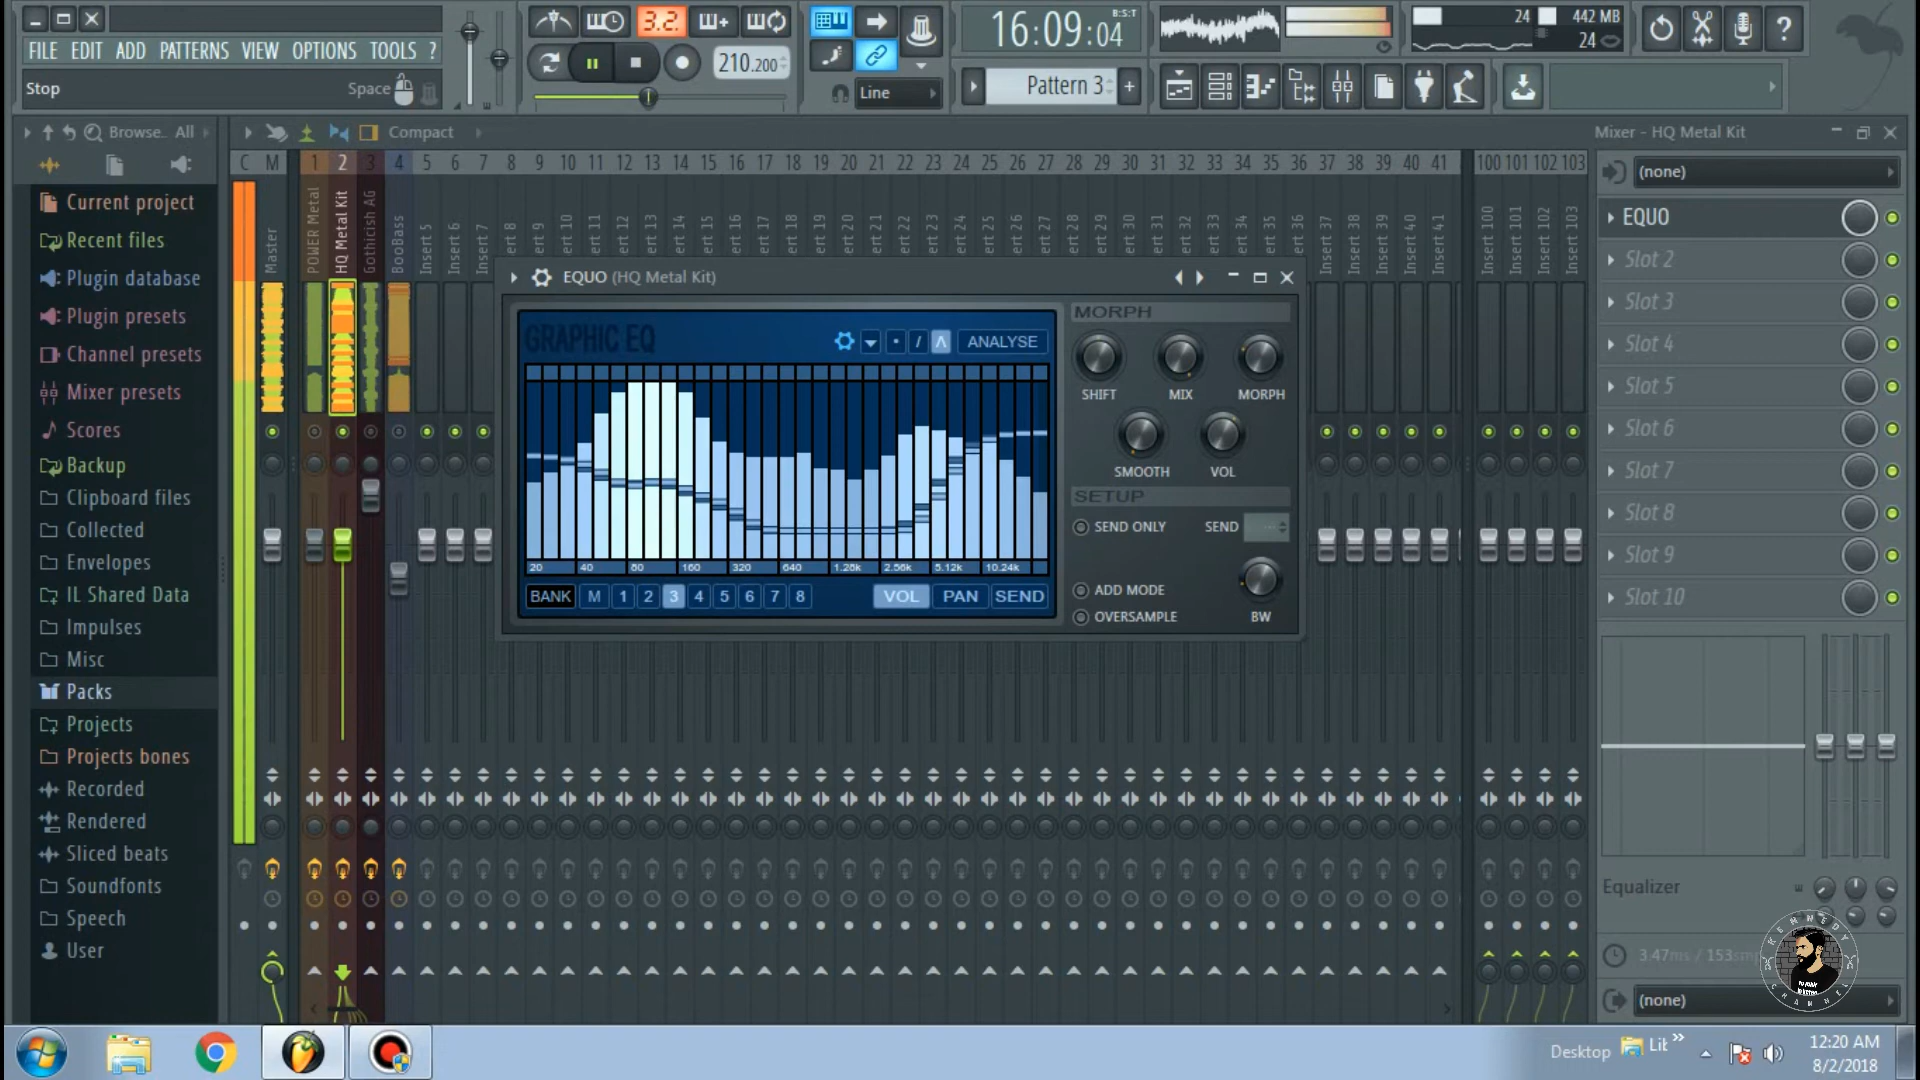 FILE EDIT ADD PATTERNS VIEW OPTIONS TOOLS ?
Stop
Space
3.2.
210.200
Line
16:09:04
B:S:T
Pattern 3
+
24
442 MB
24
?
Browse..
All
Compact
Mixer - HQ Metal Kit
Current project
Recent files
Plugin database
Plugin presets
Channel presets
Mixer presets
Scores
Backup
Clipboard files
Collected
Envelopes
IL Shared Data
Impulses
Misc
Packs
Projects
Projects bones
Recorded
Rendered
Sliced beats
Soundfonts
Speech
User
C M 1 2 3 4 5 6 7 8 9 10 11 12 13 14 15 16 17 18 19 20 21 22 23 24 25 26 27 28 29 30 31 32 33 34 35 36 37 38 39 40 41 100 101 102 103
Master
POWER Metal
HQ Metal Kit
Gothicish AG
BooBass
Insert 5
Insert 6
Insert 7
Insert 37
Insert 38
Insert 39
Insert 40
Insert 41
Insert 100
Insert 101
Insert 102
Insert 103
EQUO (HQ Metal Kit)
GRAPHIC EQ
ANALYSE
20 40 80 160 320 640 1.28k 2.56k 5.12k 10.24k
BANK M 1 2 3 4 5 6 7 8 VOL PAN SEND
MORPH
SHIFT MIX MORPH
SMOOTH VOL
SETUP
SEND ONLY SEND
ADD MODE
OVERSAMPLE BW
(none)
EQUO
Slot 2
Slot 3
Slot 4
Slot 5
Slot 6
Slot 7
Slot 8
Slot 9
Slot 10
Equalizer
3.47ms / 153
(none)
KENNEDY
CHANNEL
Desktop
Lib
12:20 AM
8/2/2018